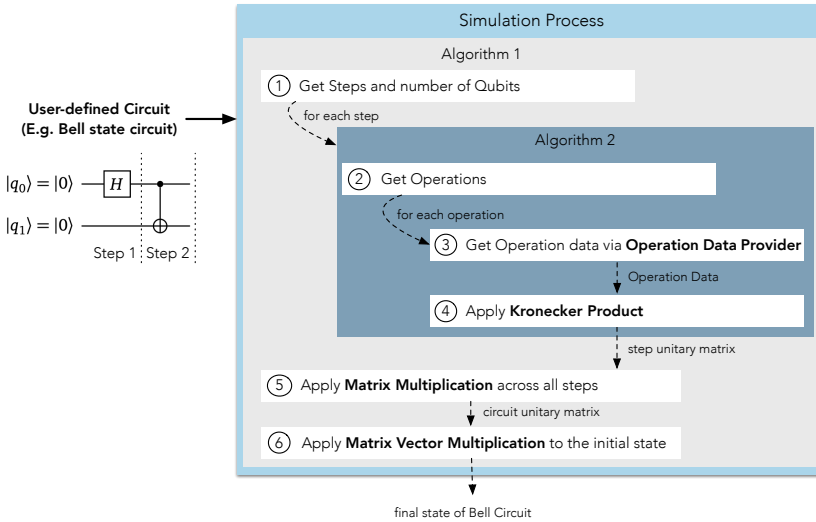 Simulation Process
Algorithm 1
① Get Steps and number of Qubits
for each step
User-defined Circuit
(E.g. Bell state circuit)
|q₀⟩ = |0⟩ H
|q₁⟩ = |0⟩
Step 1 Step 2
Algorithm 2
② Get Operations
for each operation
③ Get Operation data via Operation Data Provider
Operation Data
④ Apply Kronecker Product
step unitary matrix
⑤ Apply Matrix Multiplication across all steps
circuit unitary matrix
⑥ Apply Matrix Vector Multiplication to the initial state
final state of Bell Circuit